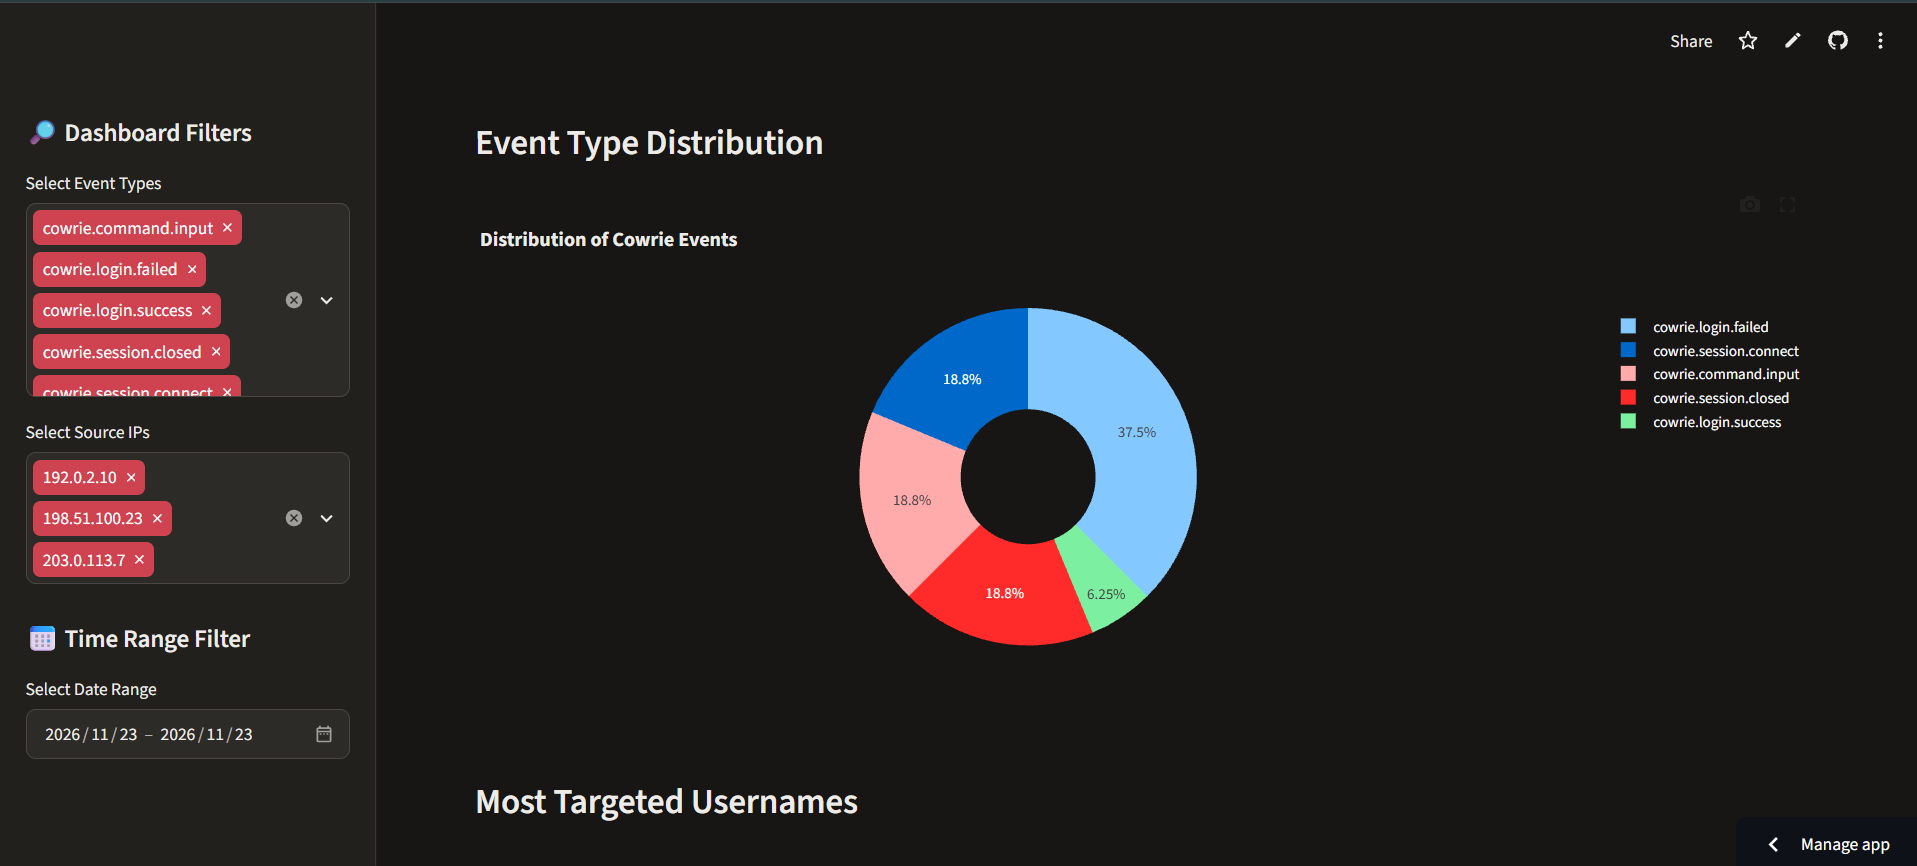 Share
Dashboard Filters
Select Event Types
cowrie.command.input ×
cowrie.login.failed ×
cowrie.login.success ×
cowrie.session.closed ×
cowrie.session.connect ×
Select Source IPs
192.0.2.10 ×
198.51.100.23 ×
203.0.113.7 ×
Time Range Filter
Select Date Range
2026/11/23 – 2026/11/23
Event Type Distribution
Distribution of Cowrie Events
18.8%
37.5%
18.8%
18.8%
6.25%
cowrie.login.failed
cowrie.session.connect
cowrie.command.input
cowrie.session.closed
cowrie.login.success
Most Targeted Usernames
Manage app